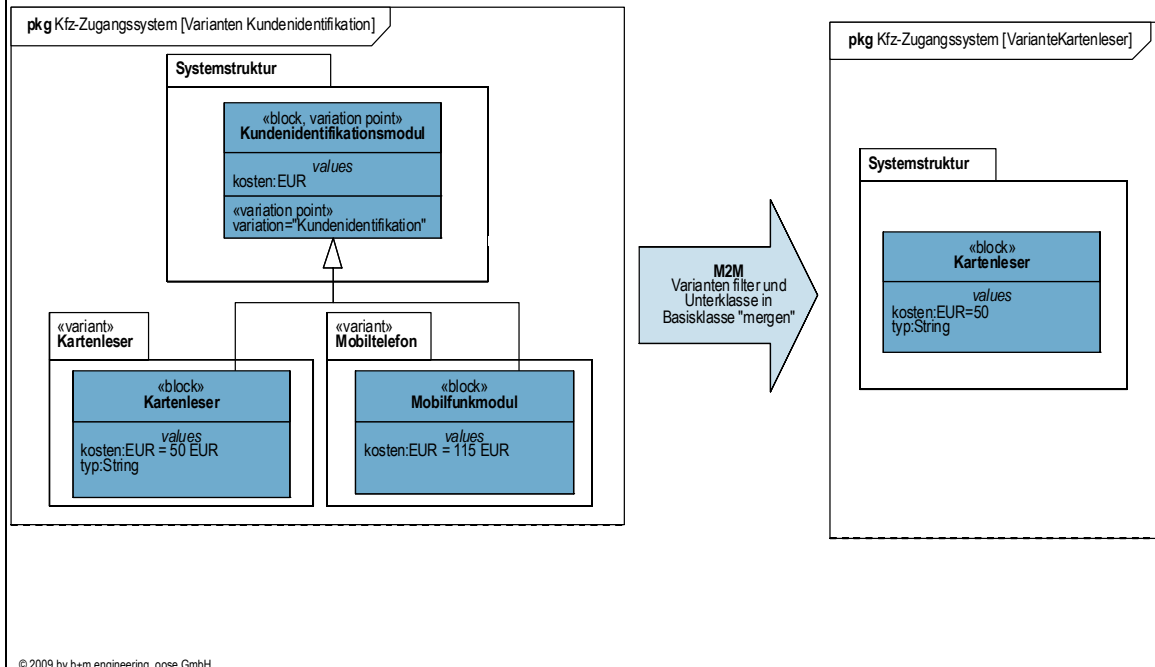 pkg Kfz-Zugangssystem [Varianten Kundenidentifikation]
Systemstruktur
«block, variation point»
Kundenidentifikationsmodul
values
kosten:EUR
«variation point»
variation="Kundenidentifikation"
«variant»
Kartenleser
«block»
Kartenleser
values
kosten:EUR = 50 EUR
typ:String
«variant»
Mobiltelefon
«block»
Mobilfunkmodul
values
kosten:EUR = 115 EUR
M2M
Varianten filter und
Unterklasse in
Basisklasse "mergen"
pkg Kfz-Zugangssystem [VarianteKartenleser]
Systemstruktur
«block»
Kartenleser
values
kosten:EUR=50
typ:String
© 2009 by h+m engineering, oose GmbH